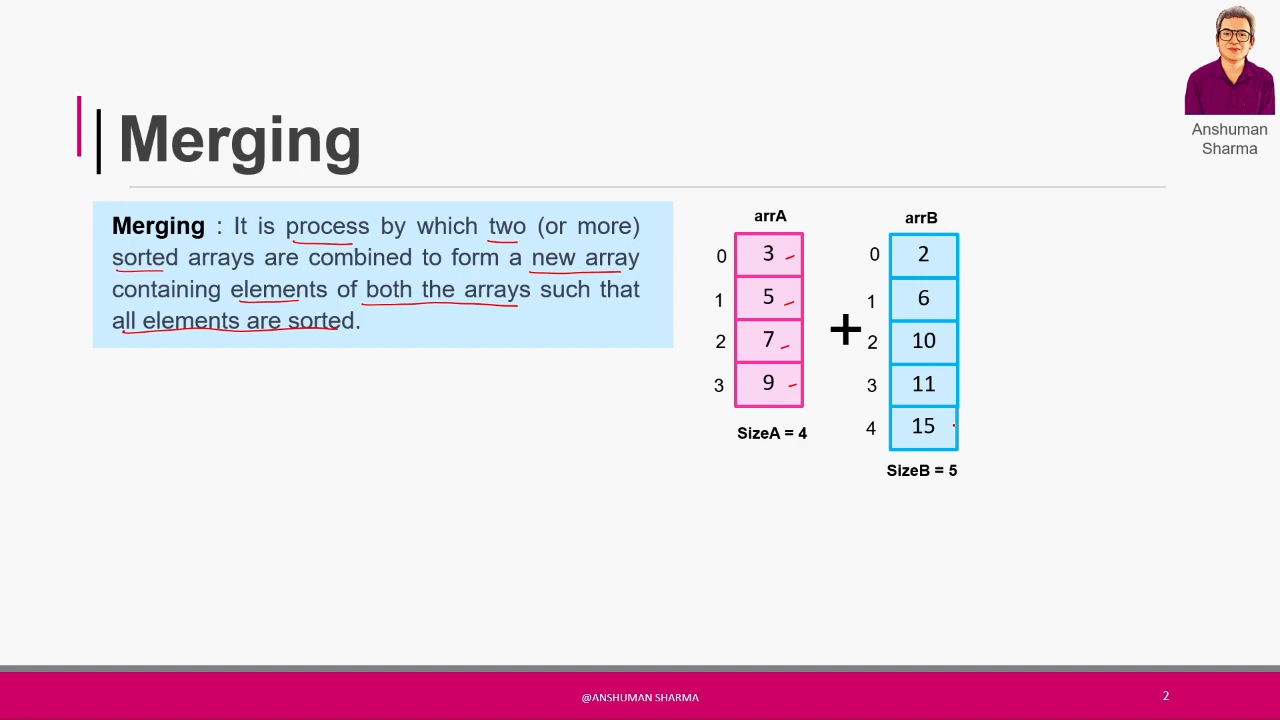 Anshuman
Sharma
Merging
Merging : It is process by which two (or more)
sorted arrays are combined to form a new array
containing elements of both the arrays such that
all elements are sorted.
arrA
0 3
1 5
2 7
3 9
SizeA = 4
+
arrB
0 2
1 6
2 10
3 11
4 15
SizeB = 5
@ANSHUMAN SHARMA
2